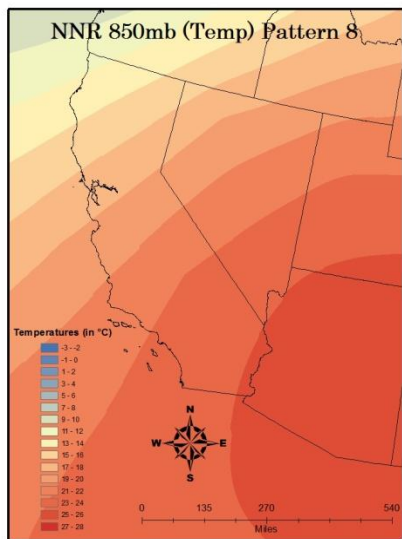 NNR 850mb (Temp) Pattern 8
Temperatures (in °C)
-3 - -2
-1 - 0
1 - 2
3 - 4
5 - 6
7 - 8
9 - 10
11 - 12
13 - 14
15 - 16
17 - 18
19 - 20
21 - 22
23 - 24
25 - 26
27 - 28
N
W E
S
0 135 270 540
Miles